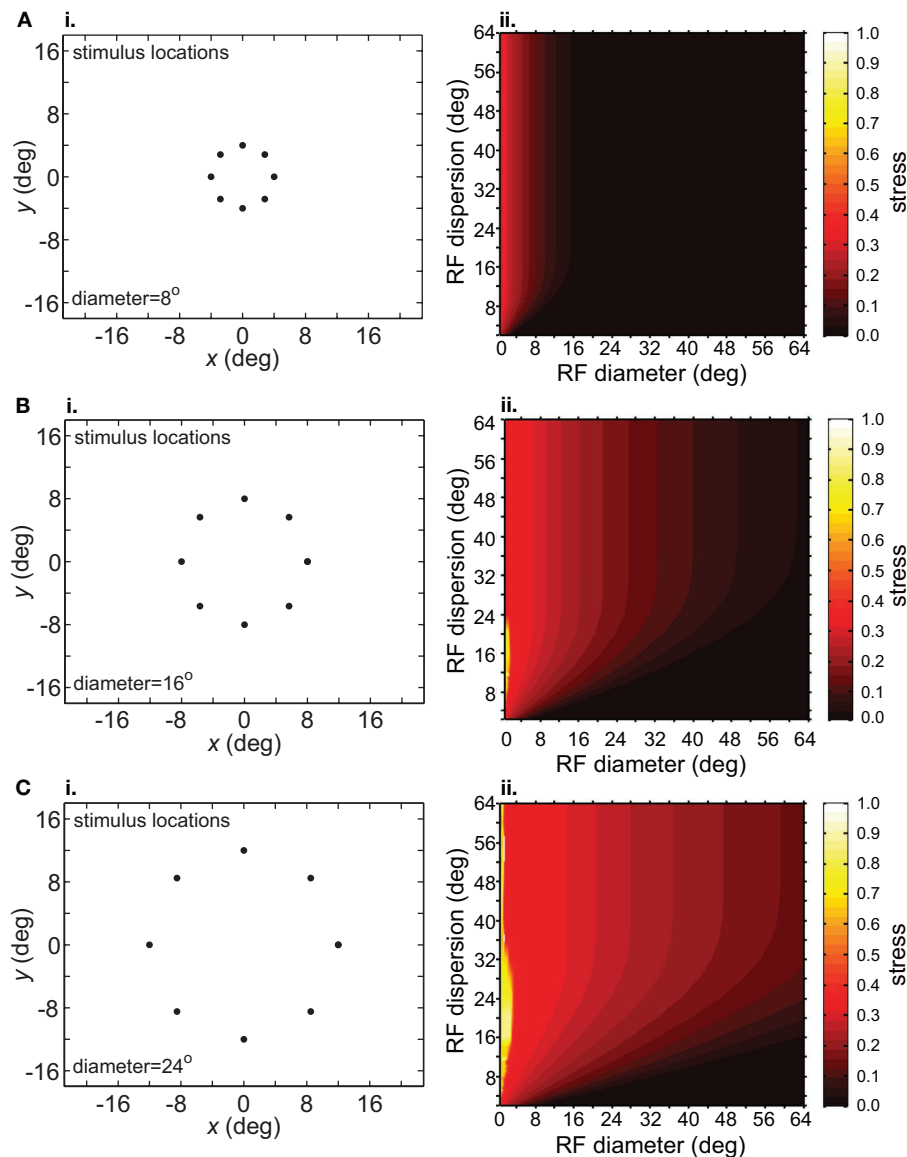 A i. ii.
stimulus locations
16
8
0
-8
-16
y (deg)
diameter=8°
-16 -8 0 8 16
x (deg)
64
56
48
40
32
24
16
8
RF dispersion (deg)
0 8 16 24 32 40 48 56 64
RF diameter (deg)
1.0
0.9
0.8
0.7
0.6
0.5
0.4
0.3
0.2
0.1
0.0
stress
B i. ii.
stimulus locations
16
8
0
-8
-16
y (deg)
diameter=16°
-16 -8 0 8 16
x (deg)
64
56
48
40
32
24
16
8
RF dispersion (deg)
0 8 16 24 32 40 48 56 64
RF diameter (deg)
1.0
0.9
0.8
0.7
0.6
0.5
0.4
0.3
0.2
0.1
0.0
stress
C i. ii.
stimulus locations
16
8
0
-8
-16
y (deg)
diameter=24°
-16 -8 0 8 16
x (deg)
64
56
48
40
32
24
16
8
RF dispersion (deg)
0 8 16 24 32 40 48 56 64
RF diameter (deg)
1.0
0.9
0.8
0.7
0.6
0.5
0.4
0.3
0.2
0.1
0.0
stress